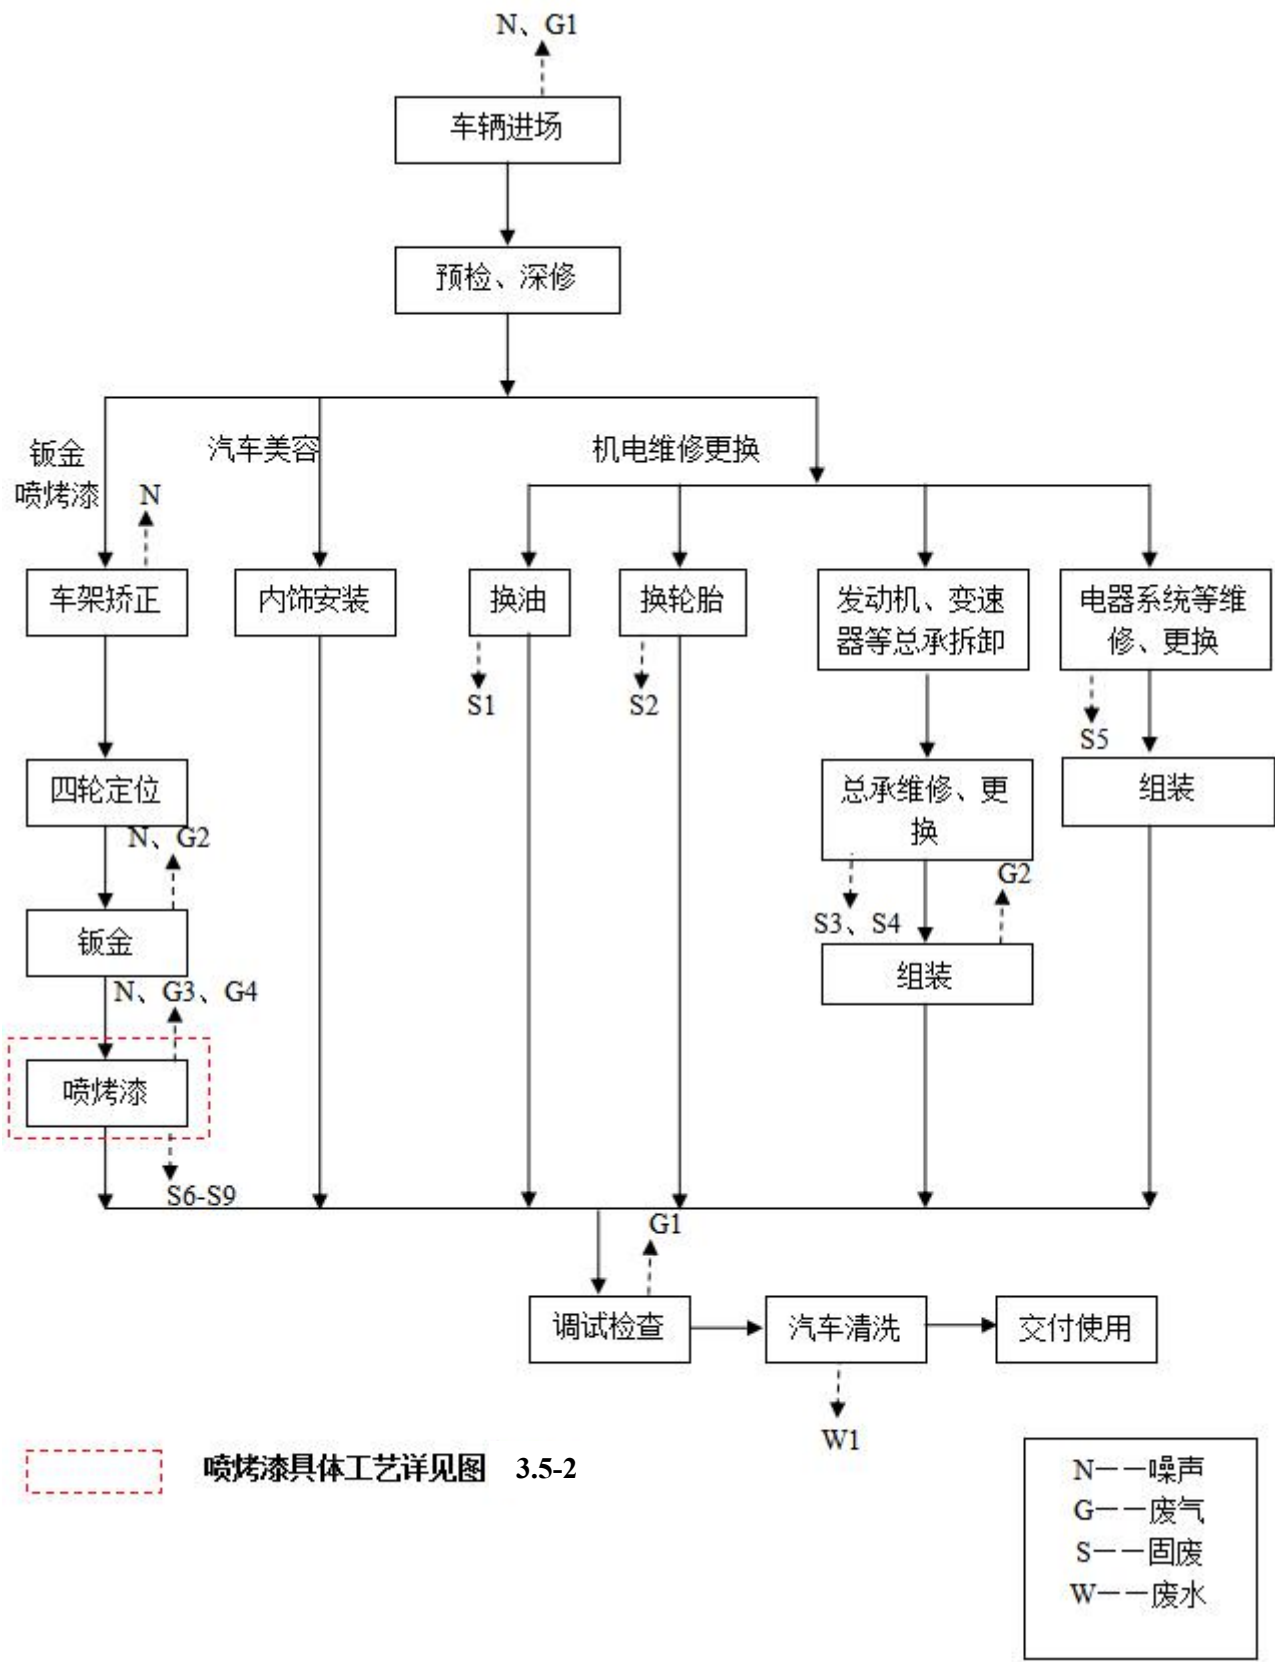 N、G1
车辆进场
预检、深修
钣金
喷烤漆
汽车美容
机电维修更换
N
车架矫正
内饰安装
换油
换轮胎
发动机、变速
器等总承拆卸
电器系统等维
修、更换
S1
S2
S5
四轮定位
总承维修、更
换
组装
N、G2
G2
钣金
S3、S4
组装
N、G3、G4
喷烤漆
S6-S9
G1
调试检查
汽车清洗
交付使用
W1
喷烤漆具体工艺详见图 3.5-2
N——噪声
G——废气
S——固废
W——废水